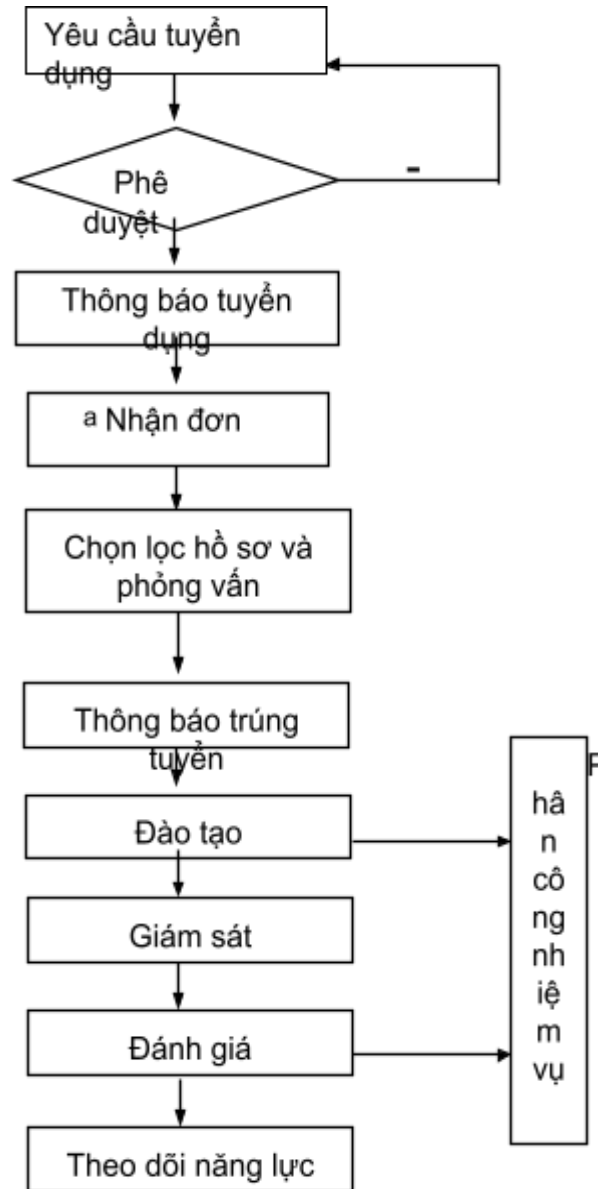 Yêu cầu tuyển
dụng
-
Phê
duyệt
Thông báo tuyển
dụng
a Nhận đơn
Chọn lọc hồ sơ và
phỏng vấn
Thông báo trúng
tuyển
Đào tạo
Giám sát
Đánh giá
Theo dõi năng lực
P
hâ
n
cô
ng
nh
iệ
m
vụ